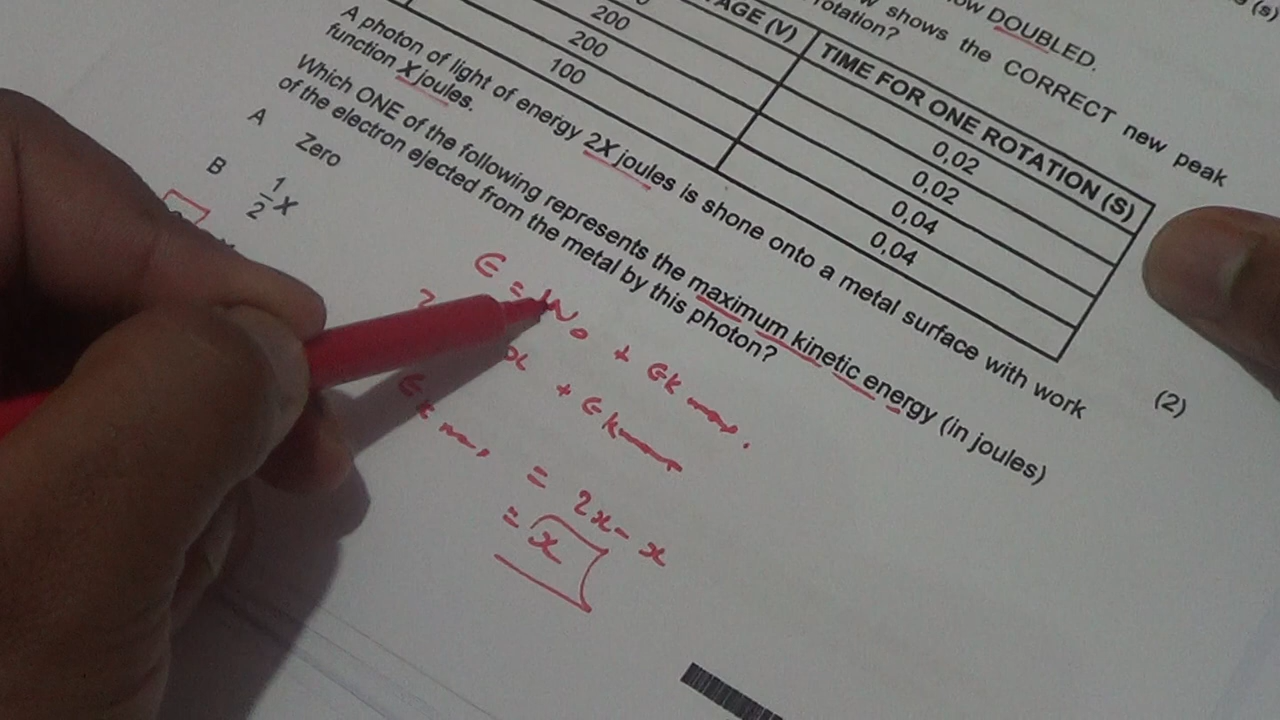 ow DOUBLED.
shows the CORRECT new peak
rotation?
AGE (V) TIME FOR ONE ROTATION (S)
0,02
200 0,02
200 0,04
100 0,04
(2)
A photon of light of energy 2X joules is shone onto a metal surface with work
function X joules.
Which ONE of the following represents the maximum kinetic energy (in joules)
of the electron ejected from the metal by this photon?
A Zero
B 1/2 X
E = W₀ + Ek max.
x + Ek max
Ek max, = 2x - x
= x